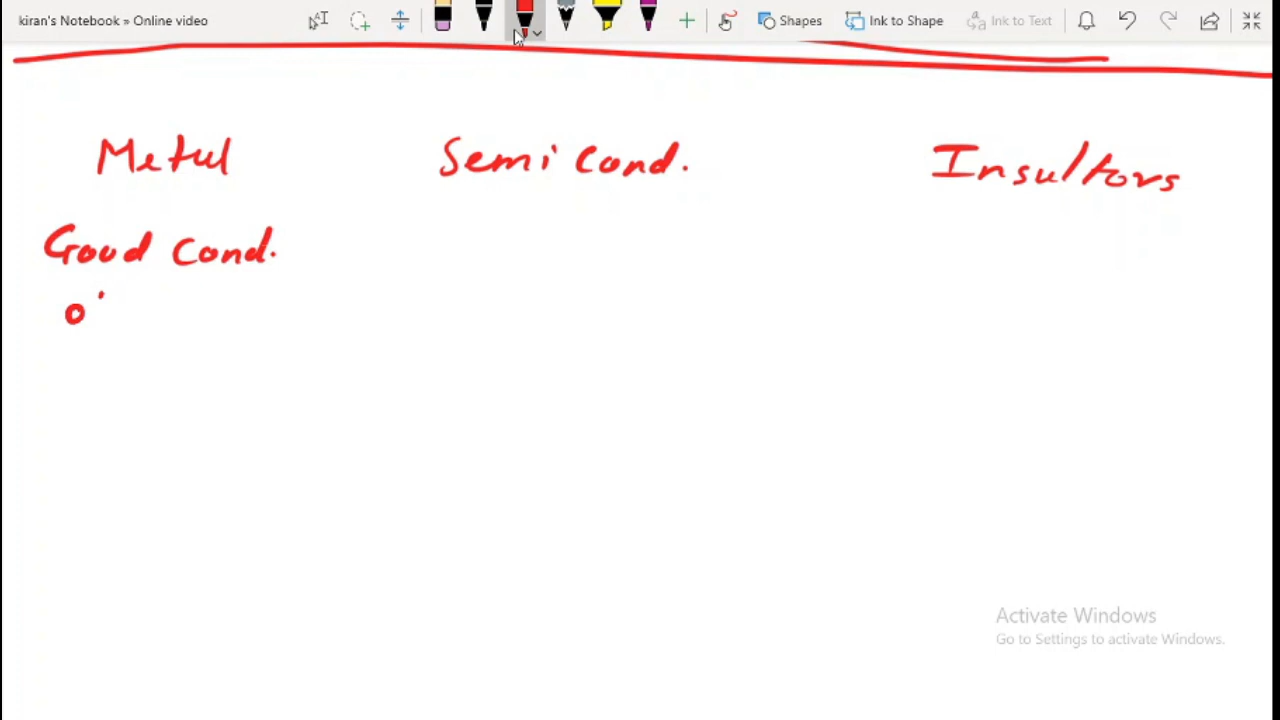 kiran's Notebook » Online video
Shapes
Ink to Shape
Ink to Text
Metal Semi Cond. Insultors
Good Cond.
Activate Windows
Go to Settings to activate Windows.